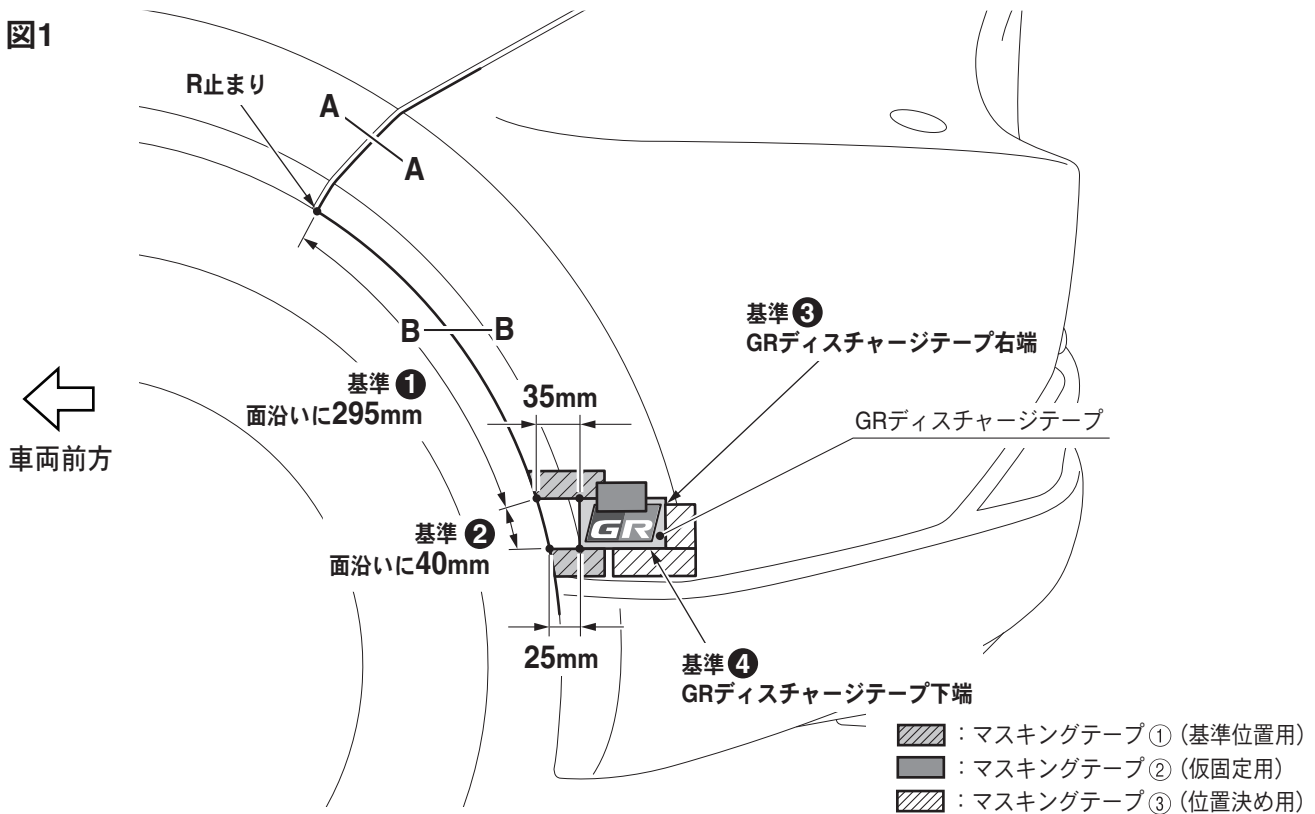 図1
R止まり
A
A
B
B
基準❶
面沿いに295mm
35mm
基準❸
GRディスチャージテープ右端
GRディスチャージテープ
車両前方
基準❷
面沿いに40mm
GR
25mm
基準❹
GRディスチャージテープ下端
：マスキングテープ①（基準位置用）
：マスキングテープ②（仮固定用）
：マスキングテープ③（位置決め用）